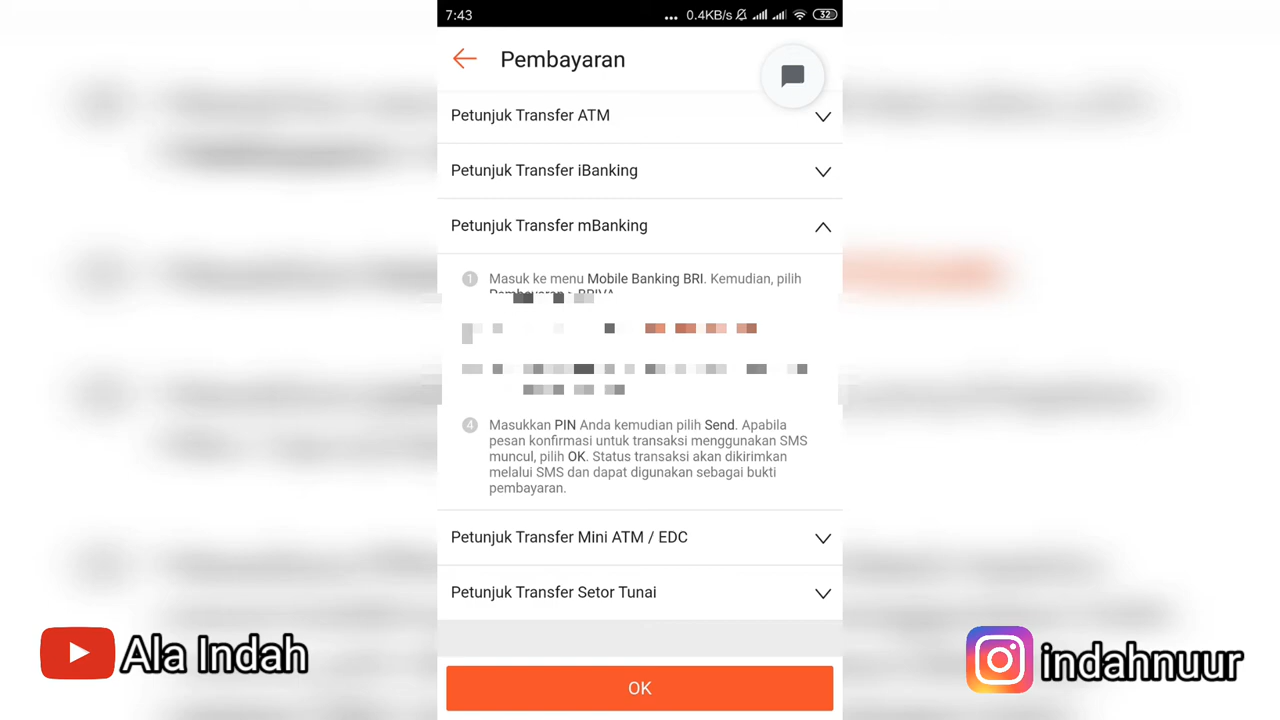 7:43
... 0.4KB/s 32
Pembayaran
Petunjuk Transfer ATM
Petunjuk Transfer iBanking
Petunjuk Transfer mBanking
1 Masuk ke menu Mobile Banking BRI. Kemudian, pilih
Pembayaran > BRIVA
4 Masukkan PIN Anda kemudian pilih Send. Apabila
pesan konfirmasi untuk transaksi menggunakan SMS
muncul, pilih OK. Status transaksi akan dikirimkan
melalui SMS dan dapat digunakan sebagai bukti
pembayaran.
Petunjuk Transfer Mini ATM / EDC
Petunjuk Transfer Setor Tunai
OK
Ala Indah
indahnuur